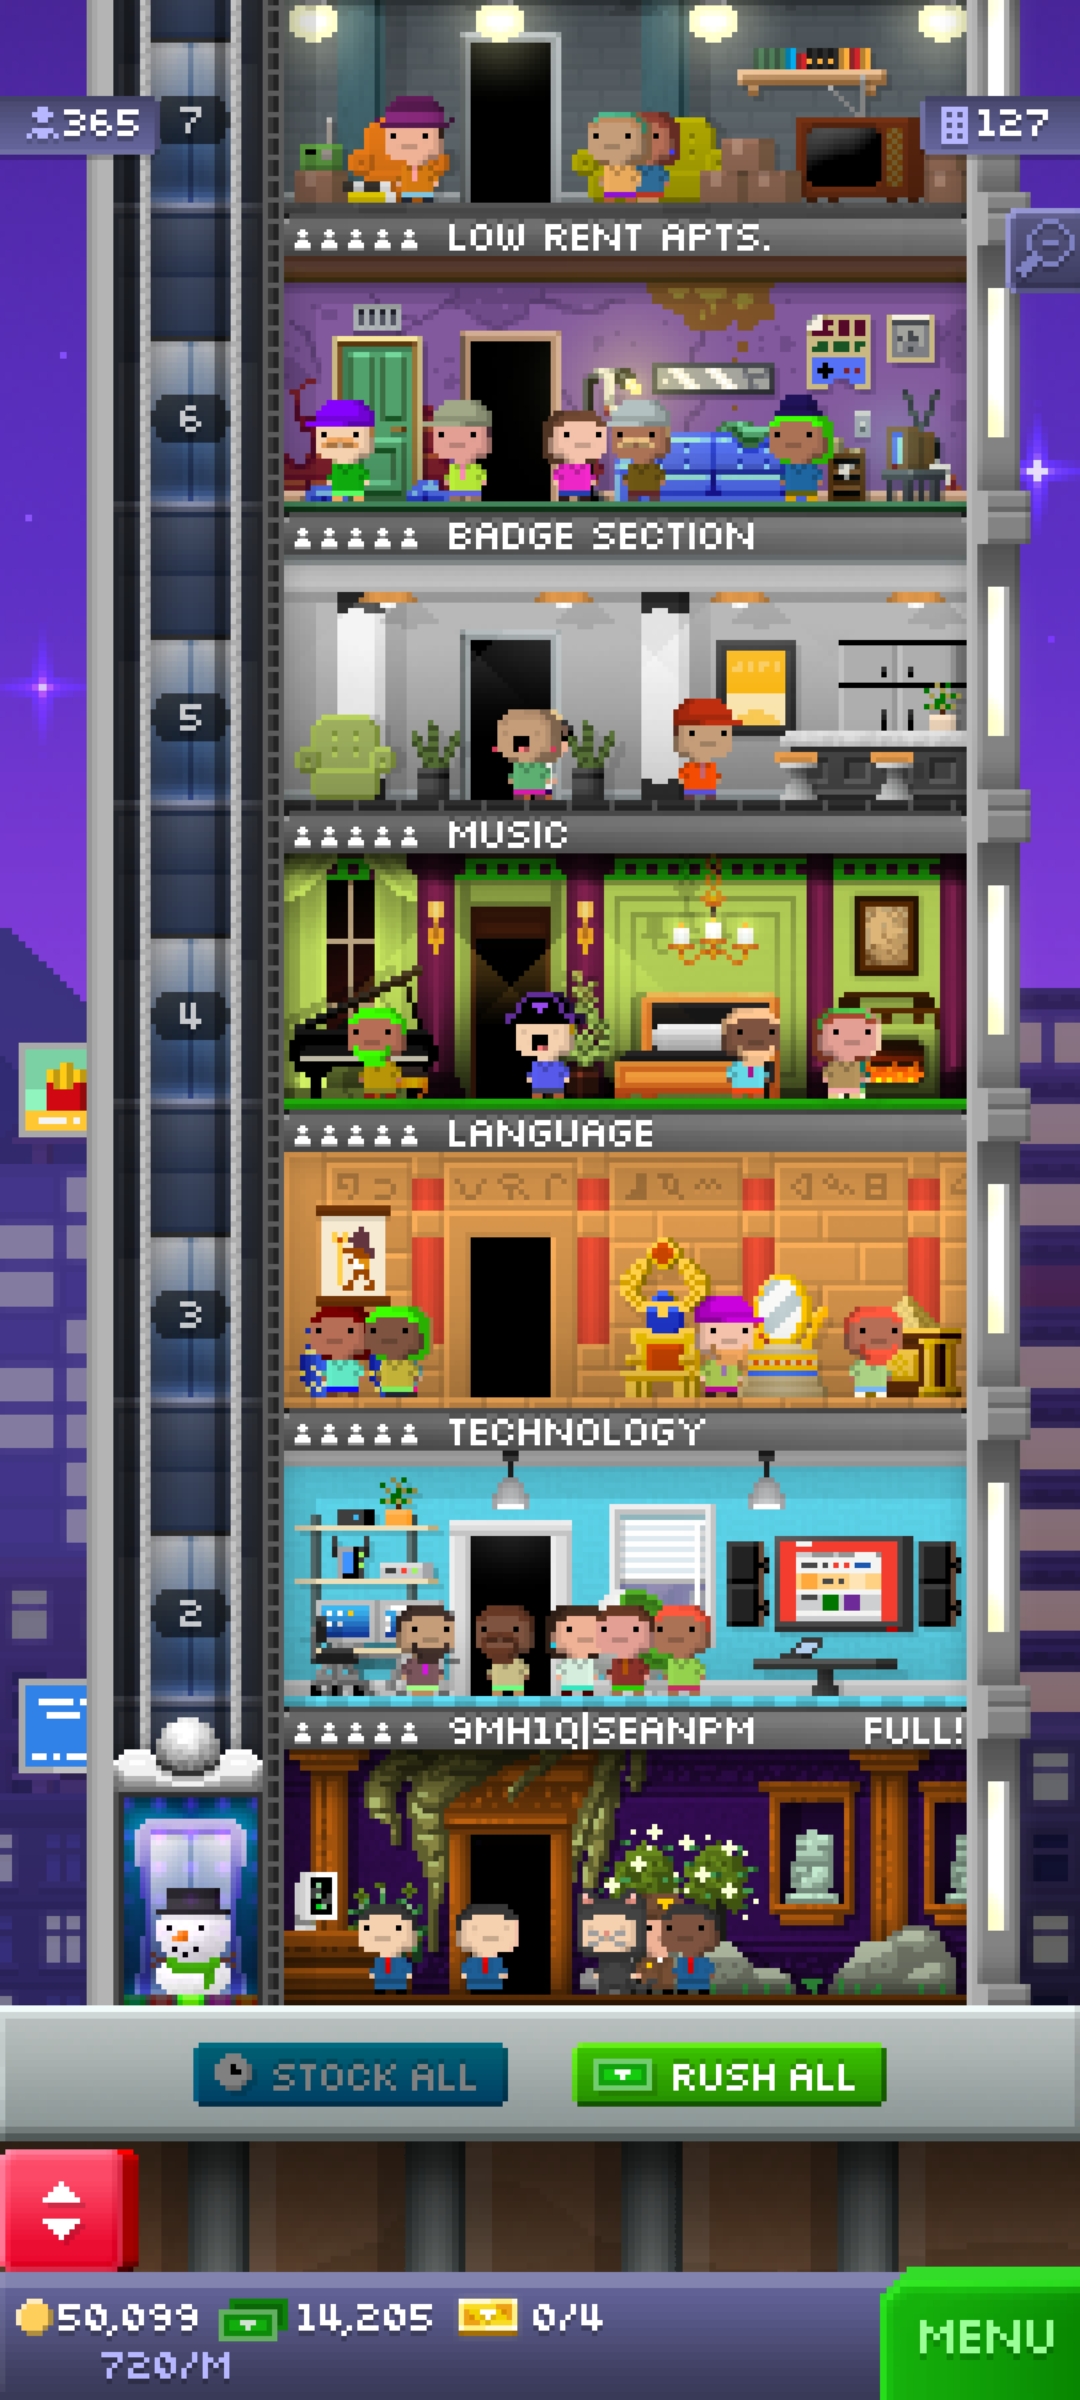 365
7
127
LOW RENT APTS.
6
BADGE SECTION
5
MUSIC
4
LANGUAGE
3
TECHNOLOGY
2
9MH1Q|SEANPM FULL!
STOCK ALL
RUSH ALL
50,099 14,205 0/4
720/M
MENU